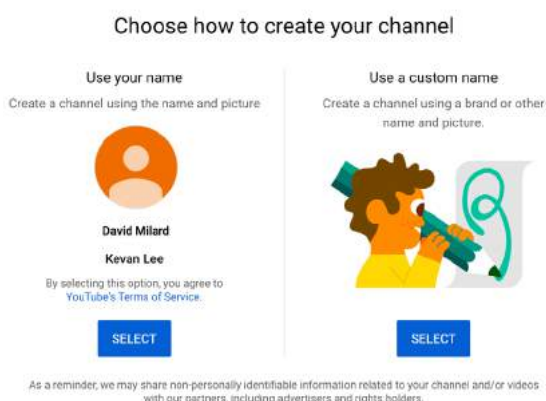 Choose how to create your channel
Use your name
Create a channel using the name and picture
David Milard
Kevan Lee
By selecting this option, you agree to
YouTube's Terms of Service.
SELECT
Use a custom name
Create a channel using a brand or other
name and picture.
SELECT
As a reminder, we may share non-personally identifiable information related to your channel and/or videos
with our partners, including advertisers and rights holders.